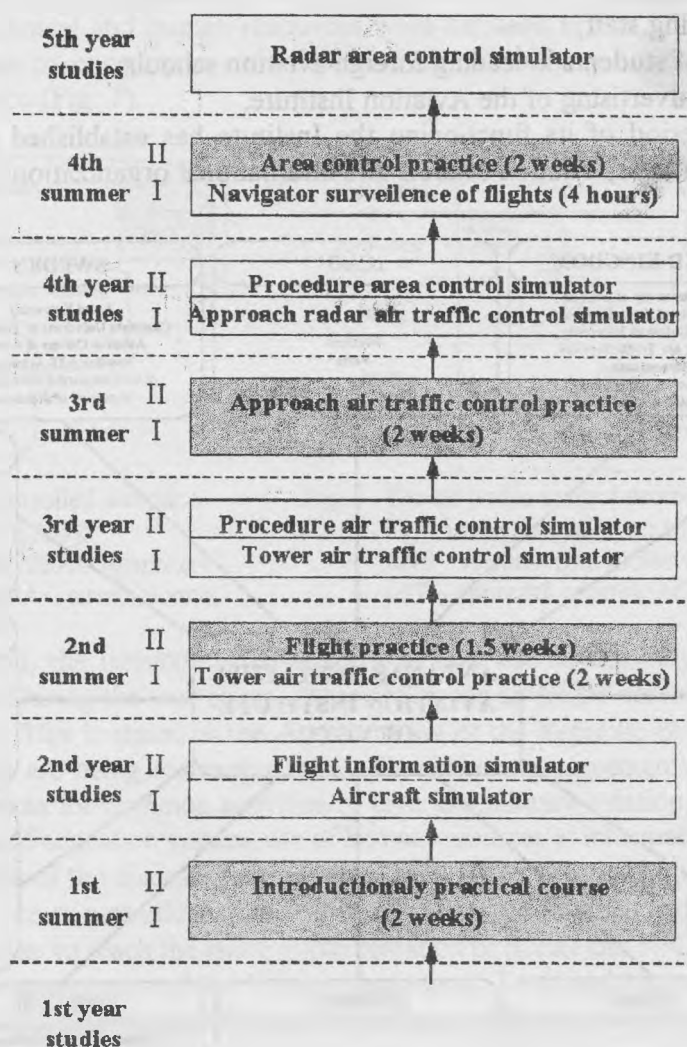 ng staff,
5th year
studies
Radar area control simulator
4th II
summer I
Area control practice (2 weeks)
Navigator surveilence of flights (4 hours)
4th year II
studies I
Procedure area control simulator
Approach radar air traffic control simulator
3rd II
summer I
Approach air traffic control practice
(2 weeks)
3rd year II
studies I
Procedure air traffic control simulator
Tower air traffic control simulator
2nd II
summer I
Flight practice (1.5 weeks)
Tower air traffic control practice (2 weeks)
2nd year II
studies I
Flight information simulator
Aircraft simulator
1st II
summer I
Introductionaly practical course
(2 weeks)
1st year
studies